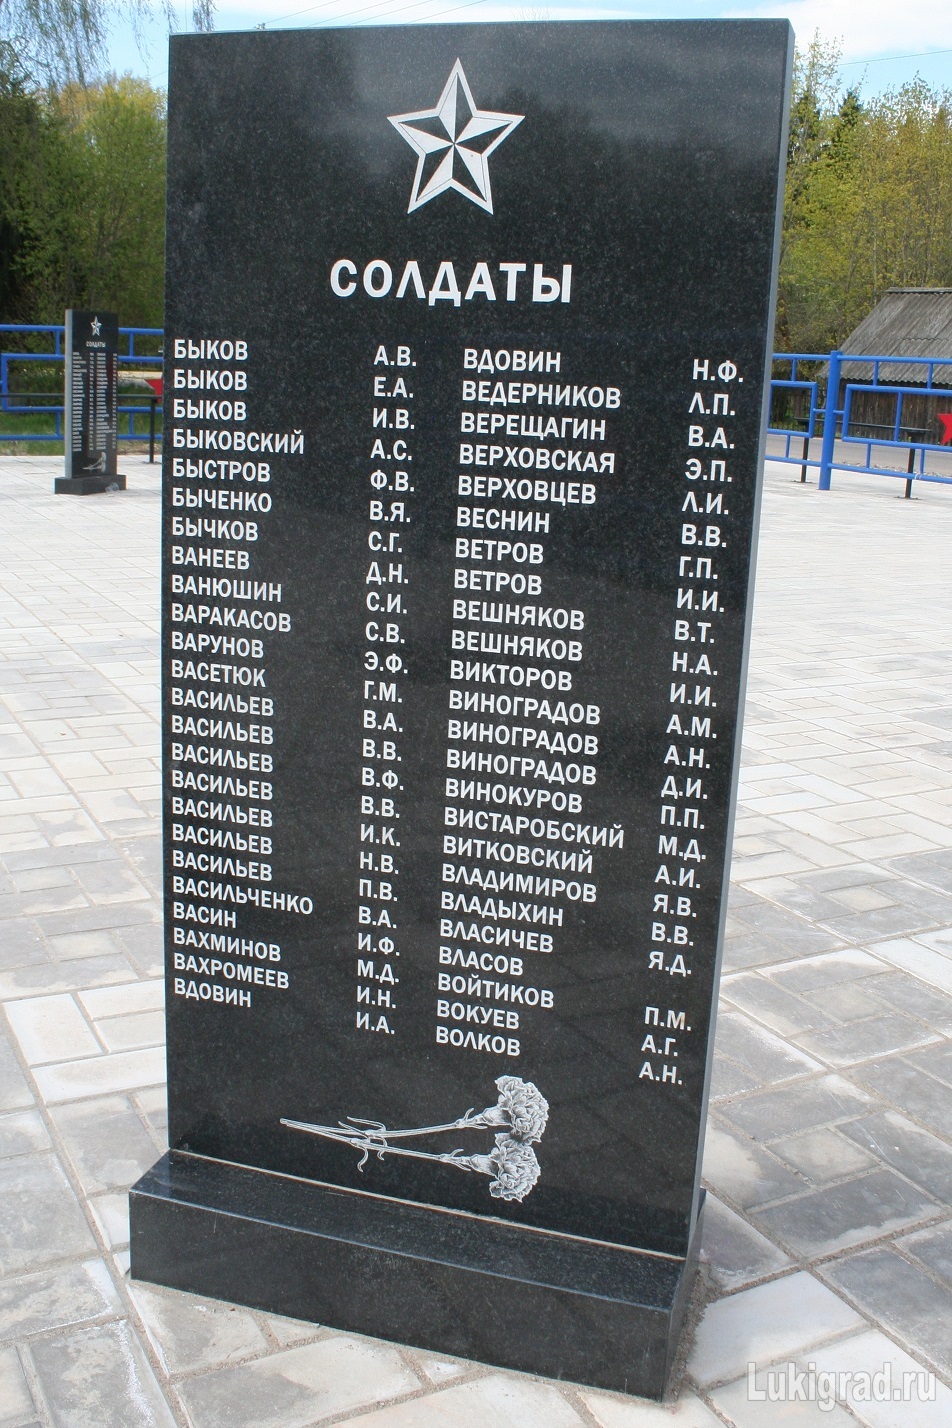 СОЛДАТЫ
БЫКОВ А.В.
БЫКОВ Е.А.
БЫКОВ И.В.
БЫКОВСКИЙ А.С.
БЫСТРОВ Ф.В.
БЫЧЕНКО В.Я.
БЫЧКОВ С.Г.
ВАНЕЕВ Д.Н.
ВАНЮШИН С.И.
ВАРАКАСОВ С.В.
ВАРУНОВ Э.Ф.
ВАСЕТЮК Г.М.
ВАСИЛЬЕВ В.А.
ВАСИЛЬЕВ В.В.
ВАСИЛЬЕВ В.Ф.
ВАСИЛЬЕВ В.В.
ВАСИЛЬЕВ И.К.
ВАСИЛЬЕВ Н.В.
ВАСИЛЬЕВ П.В.
ВАСИЛЬЧЕНКО В.А.
ВАСИН И.Ф.
ВАХМИНОВ М.Д.
ВАХРОМЕЕВ И.Н.
ВДОВИН И.А.
ВДОВИН Н.Ф.
ВЕДЕРНИКОВ Л.П.
ВЕРЕЩАГИН В.А.
ВЕРХОВСКАЯ Э.П.
ВЕРХОВЦЕВ Л.И.
ВЕСНИН В.В.
ВЕТРОВ Г.П.
ВЕТРОВ И.И.
ВЕШНЯКОВ В.Т.
ВЕШНЯКОВ Н.А.
ВИКТОРОВ И.И.
ВИНОГРАДОВ А.М.
ВИНОГРАДОВ А.Н.
ВИНОГРАДОВ Д.И.
ВИНОКУРОВ П.П.
ВИСТАРОБСКИЙ М.Д.
ВИТКОВСКИЙ А.И.
ВЛАДИМИРОВ Я.В.
ВЛАДЫХИН В.В.
ВЛАСИЧЕВ Я.Д.
ВЛАСОВ
ВОЙТИКОВ П.М.
ВОКУЕВ А.Г.
ВОЛКОВ А.Н.
СОЛДАТЫ
Lukigrad.ru